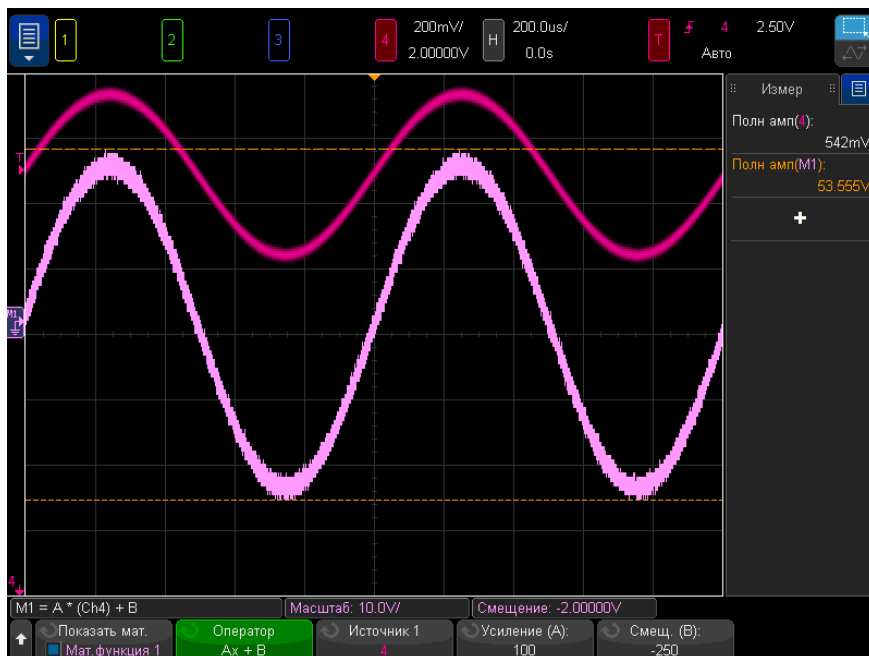 1
2
3
4
200mV/
2.00000V
H
200.0us/
0.0s
T
4
2.50V
Авто
Измер
Полн амп(4):
542mV
Полн амп(M1):
53.555V
+
T
M1
4
M1 = A * (Ch4) + B
Масштаб: 10.0V/
Смещение: -2.00000V
Показать мат.
Мат.функция 1
Оператор
Ax + B
Источник 1
4
Усиление (A):
100
Смещ. (B):
-250